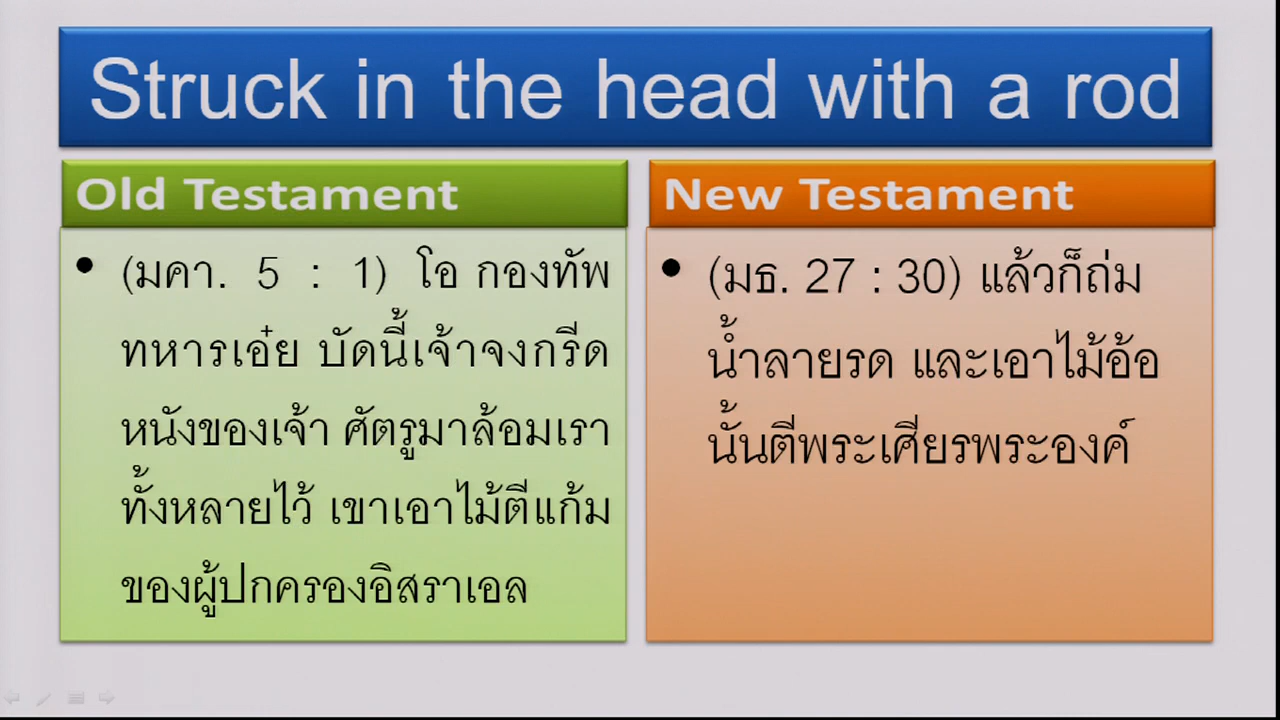 Struck in the head with a rod
Old Testament
• (มคา. 5 : 1) โอ กองทัพ
ทหารเอ๋ย บัดนี้เจ้าจงกรีด
หนังของเจ้า ศัตรูมาล้อมเรา
ทั้งหลายไว้ เขาเอาไม้ตีแก้ม
ของผู้ปกครองอิสราเอล
New Testament
• (มธ. 27 : 30) แล้วก็ถ่ม
น้ำลายรด และเอาไม้อ้อ
นั้นตีพระเศียรพระองค์